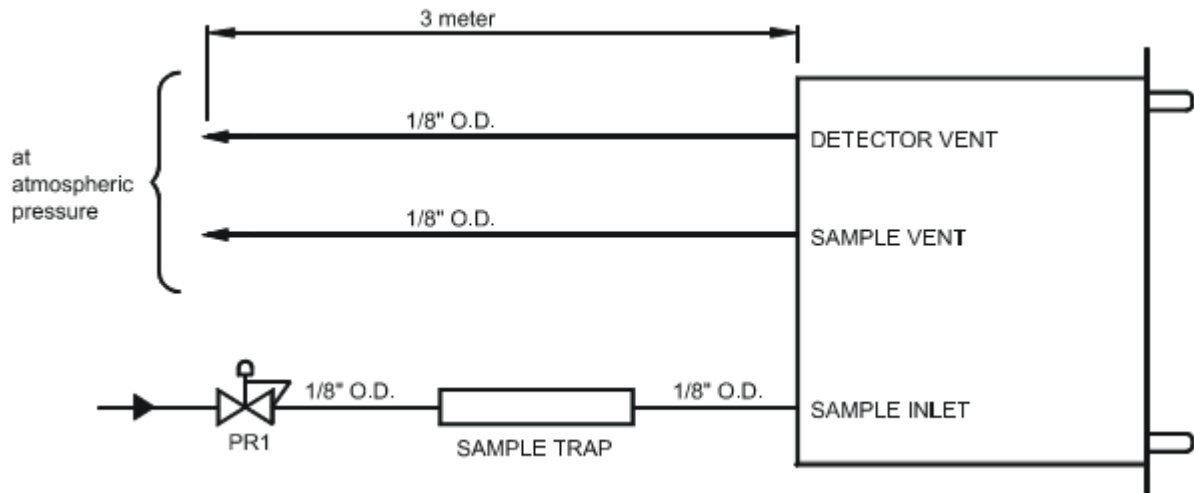 3 meter
1/8" O.D.
DETECTOR VENT
at
atmospheric
pressure
1/8" O.D.
SAMPLE VENT
1/8" O.D.
1/8" O.D.
SAMPLE INLET
PR1
SAMPLE TRAP